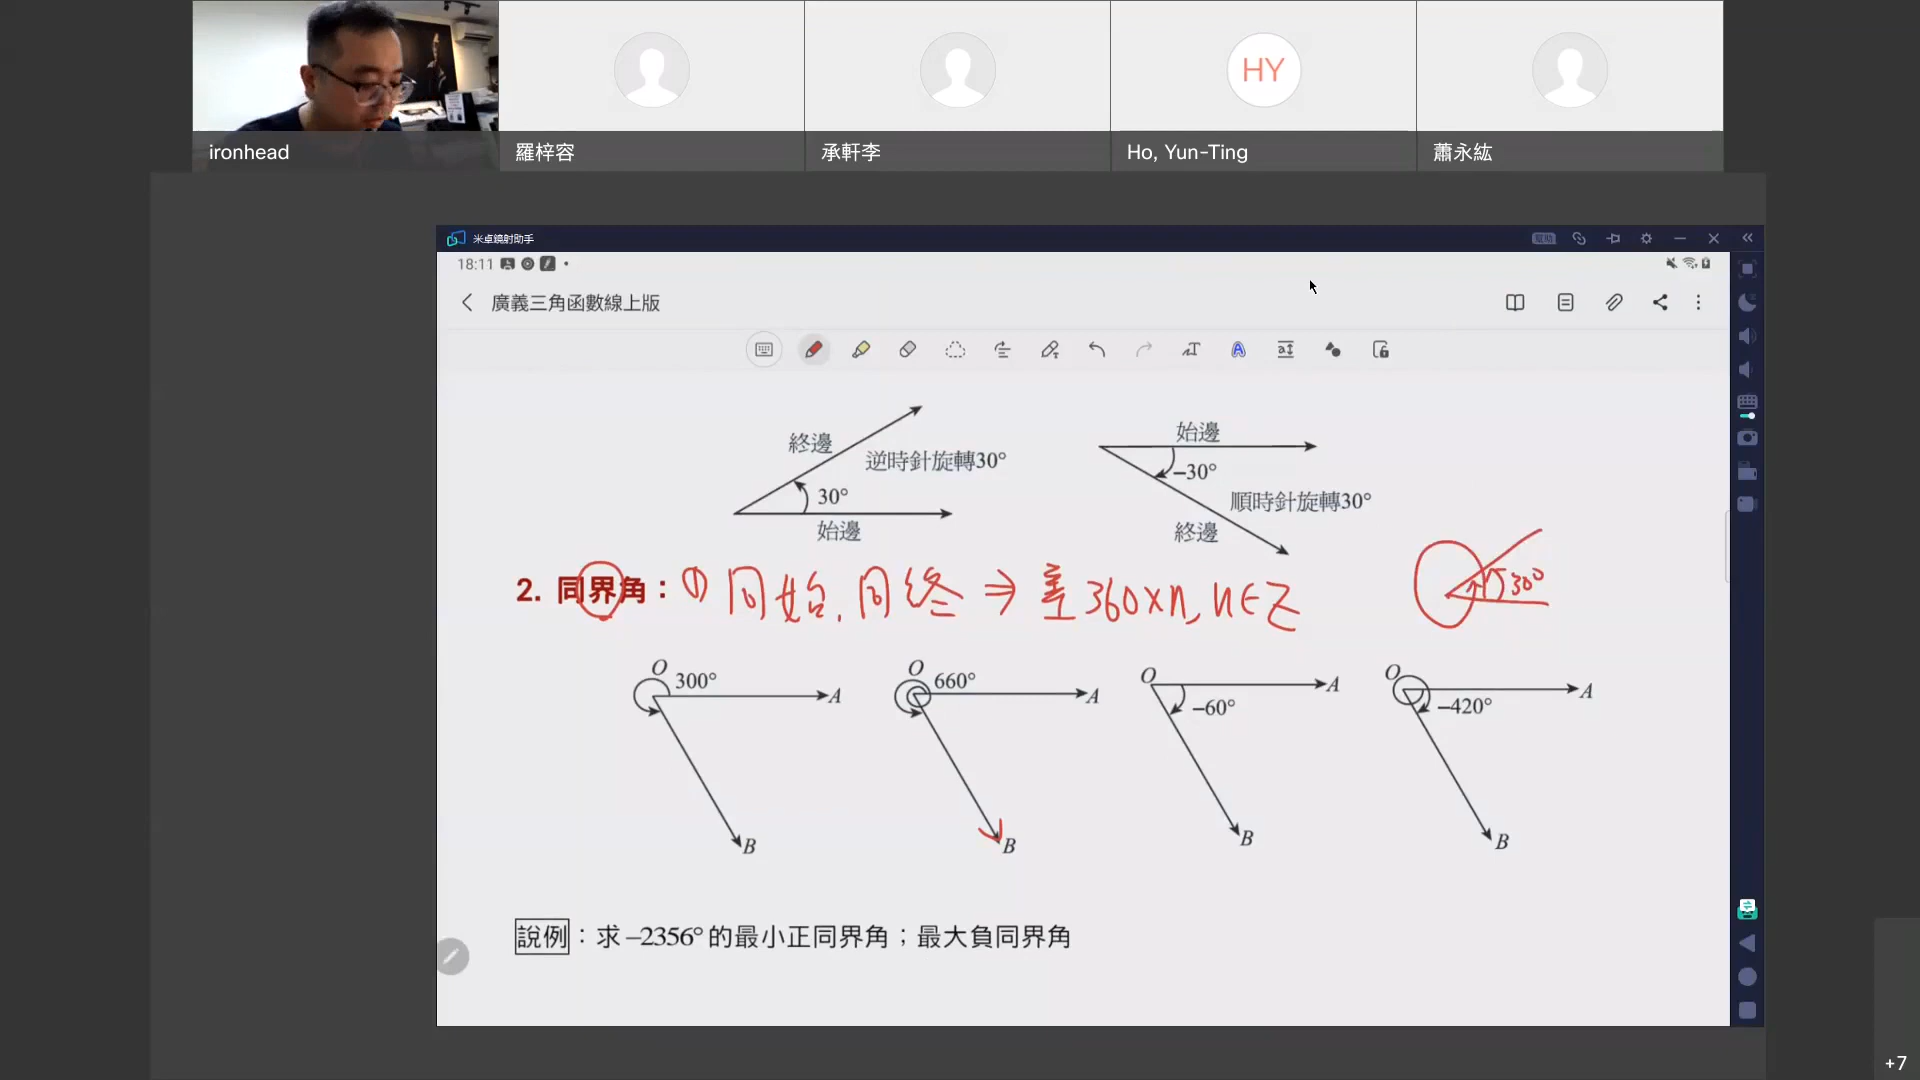 HY
ironhead
羅梓容
承軒李
Ho, Yun-Ting
蕭永紘
米卓鏡射助手
18:11
廣義三角函數線上版
終邊
逆時針旋轉30°
30°
始邊
始邊
–30°
順時針旋轉30°
終邊
2. 同界角：① 同始.同終 ⇒ 差360×n, n∈Z
30°
O 300° A B
O 660° A B
O –60° A B
O –420° A B
說例：求 –2356° 的最小正同界角；最大負同界角
+7